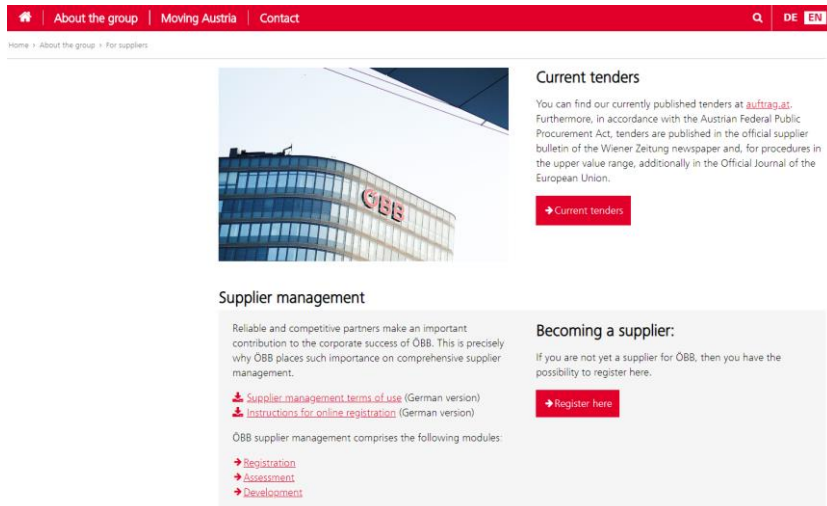 About the group
Moving Austria
Contact
DE EN
Home › About the group › For suppliers
ÖBB
Current tenders
You can find our currently published tenders at auftrag.at.
Furthermore, in accordance with the Austrian Federal Public
Procurement Act, tenders are published in the official supplier
bulletin of the Wiener Zeitung newspaper and, for procedures in
the upper value range, additionally in the Official Journal of the
European Union.
Current tenders
Supplier management
Reliable and competitive partners make an important
contribution to the corporate success of ÖBB. This is precisely
why ÖBB places such importance on comprehensive supplier
management.
Supplier management terms of use (German version)
Instructions for online registration (German version)
ÖBB supplier management comprises the following modules:
Registration
Assessment
Development
Becoming a supplier:
If you are not yet a supplier for ÖBB, then you have the
possibility to register here.
Register here